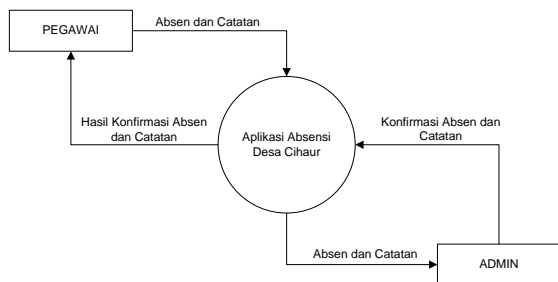 Absen dan Catatan
PEGAWAI
Hasil Konfirmasi Absen
dan Catatan
Aplikasi Absensi
Desa Cihaur
Konfirmasi Absen dan
Catatan
Absen dan Catatan
ADMIN